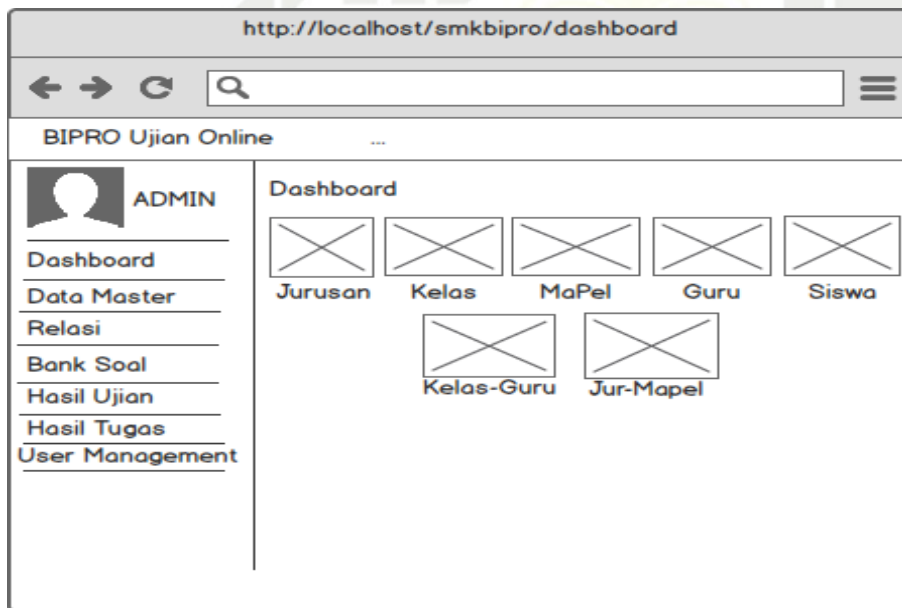 http://localhost/smkbipro/dashboard
BIPRO Ujian Online ...
ADMIN
Dashboard
Data Master
Relasi
Bank Soal
Hasil Ujian
Hasil Tugas
User Management
Dashboard
Jurusan Kelas MaPel Guru Siswa
Kelas-Guru Jur-Mapel